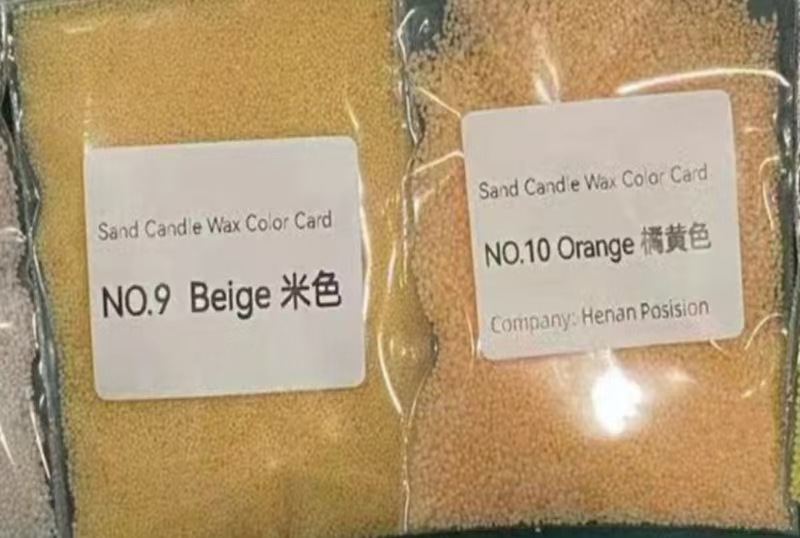 Sand Candle Wax Color Card
NO.9 Beige 米色
Sand Candle Wax Color Card
NO.10 Orange 橘黄色
Company: Henan Posision